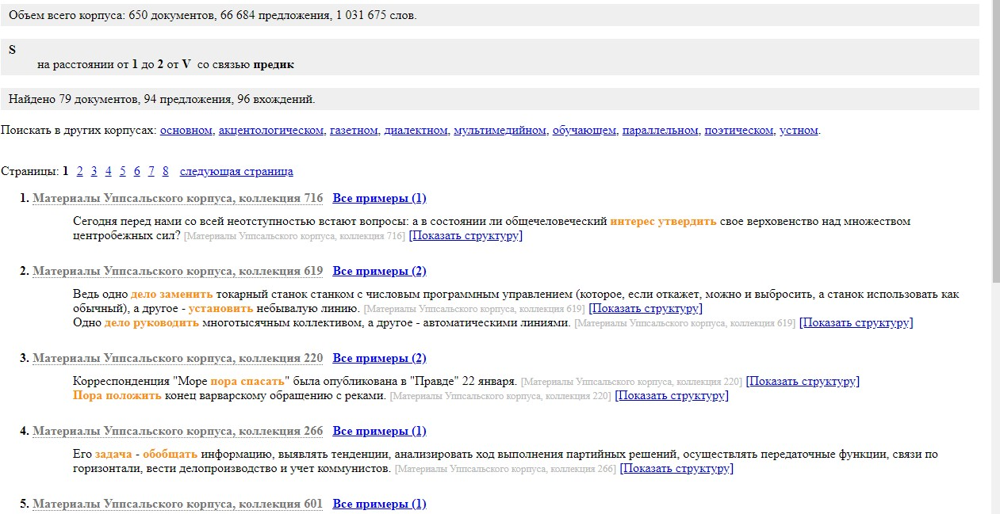 Объем всего корпуса: 650 документов, 66 684 предложения, 1 031 675 слов.
S
на расстоянии от 1 до 2 от V со связью предик
Найдено 79 документов, 94 предложения, 96 вхождений.
Поискать в других корпусах: основном, акцентологическом, газетном, диалектном, мультимедийном, обучающем, параллельном, поэтическом, устном.
Страницы: 1 2 3 4 5 6 7 8 следующая страница
1. Материалы Уппсальского корпуса, коллекция 716 Все примеры (1)
Сегодня перед нами со всей неотступностью встают вопросы: а в состоянии ли общечеловеческий интерес утвердить свое верховенство над множеством
центробежных сил? [Материалы Уппсальского корпуса, коллекция 716] [Показать структуру]
2. Материалы Уппсальского корпуса, коллекция 619 Все примеры (2)
Ведь одно дело заменить токарный станок станком с числовым программным управлением (которое, если откажет, можно и выбросить, а станок использовать как
обычный), а другое - установить небывалую линию. [Материалы Уппсальского корпуса, коллекция 619] [Показать структуру]
Одно дело руководить многотысячным коллективом, а другое - автоматическими линиями. [Материалы Уппсальского корпуса, коллекция 619] [Показать структуру]
3. Материалы Уппсальского корпуса, коллекция 220 Все примеры (2)
Корреспонденция "Море пора спасать" была опубликована в "Правде" 22 января. [Материалы Уппсальского корпуса, коллекция 220] [Показать структуру]
Пора положить конец варварскому обращению с реками. [Материалы Уппсальского корпуса, коллекция 220] [Показать структуру]
4. Материалы Уппсальского корпуса, коллекция 266 Все примеры (1)
Его задача - обобщать информацию, выявлять тенденции, анализировать ход выполнения партийных решений, осуществлять передаточные функции, связи по
горизонтали, вести делопроизводство и учет коммунистов. [Материалы Уппсальского корпуса, коллекция 266] [Показать структуру]
5. Материалы Уппсальского корпуса, коллекция 601 Все примеры (1)